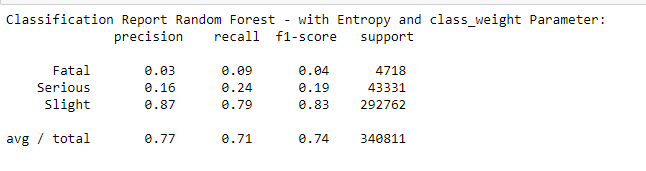 Classification Report Random Forest - with Entropy and class_weight Parameter:
precision recall f1-score support
Fatal 0.03 0.09 0.04 4718
Serious 0.16 0.24 0.19 43331
Slight 0.87 0.79 0.83 292762
avg / total 0.77 0.71 0.74 340811